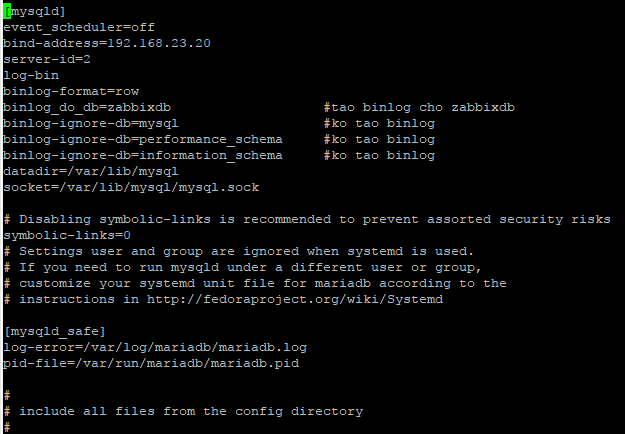 [mysqld]
event_scheduler=off
bind-address=192.168.23.20
server-id=2
log-bin
binlog-format=row
binlog_do_db=zabbixdb #tao binlog cho zabbixdb
binlog-ignore-db=mysql #ko tao binlog
binlog-ignore-db=performance_schema #ko tao binlog
binlog-ignore-db=information_schema #ko tao binlog
datadir=/var/lib/mysql
socket=/var/lib/mysql/mysql.sock
# Disabling symbolic-links is recommended to prevent assorted security risks
symbolic-links=0
# Settings user and group are ignored when systemd is used.
# If you need to run mysqld under a different user or group,
# customize your systemd unit file for mariadb according to the
# instructions in http://fedoraproject.org/wiki/Systemd
[mysqld_safe]
log-error=/var/log/mariadb/mariadb.log
pid-file=/var/run/mariadb/mariadb.pid
#
# include all files from the config directory
#